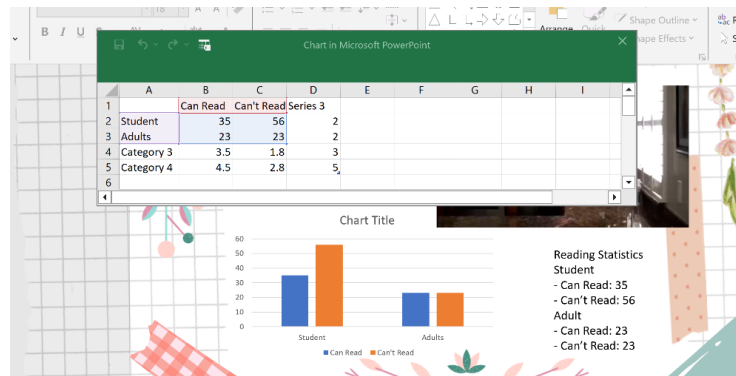 18
A
A
B I U
Arrange
Quick
Shape Outline
Shape Effects
Chart in Microsoft PowerPoint
A B C D E F G H I
1 Can Read Can't Read Series 3
2 Student 35 56 2
3 Adults 23 23 2
4 Category 3 3.5 1.8 3
5 Category 4 4.5 2.8 5
6
Chart Title
60
50
40
30
20
10
0
Student Adults
Can Read Can't Read
Reading Statistics
Student
- Can Read: 35
- Can't Read: 56
Adult
- Can Read: 23
- Can't Read: 23